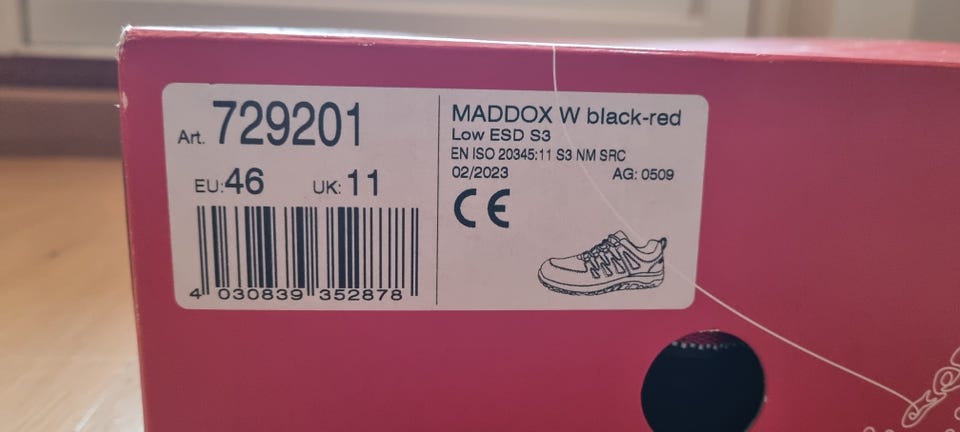 Art. 729201
EU:46 UK:11
4 030839 352878
MADDOX W black-red
Low ESD S3
EN ISO 20345:11 S3 NM SRC
02/2023 AG: 0509
CE